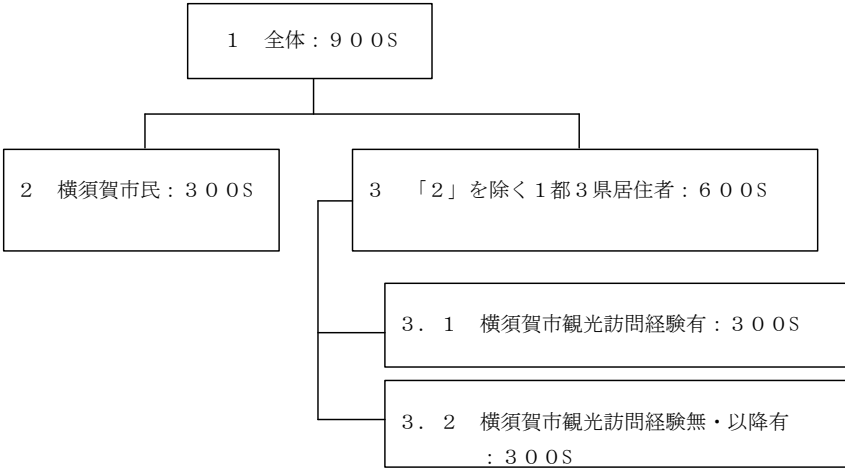 １　全体：９００S
２　横須賀市民：３００S
３　「２」を除く１都３県居住者：６００S
３．１　横須賀市観光訪問経験有：３００S
３．２　横須賀市観光訪問経験無・以降有
：３００S